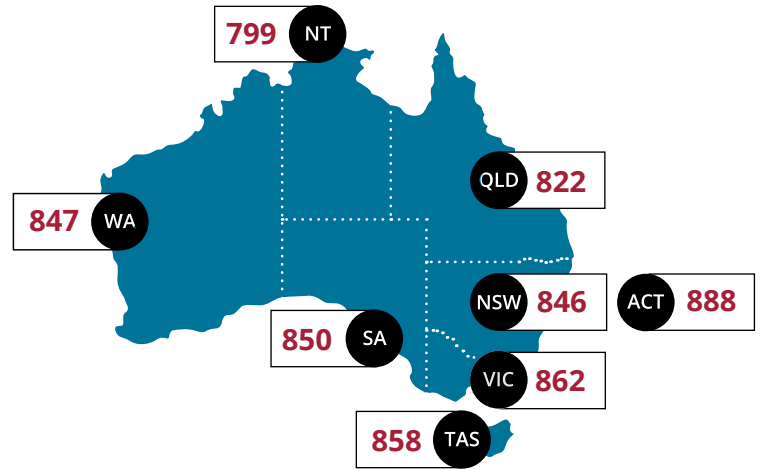 799 NT
QLD 822
847 WA
NSW 846
ACT 888
850 SA
VIC 862
858 TAS